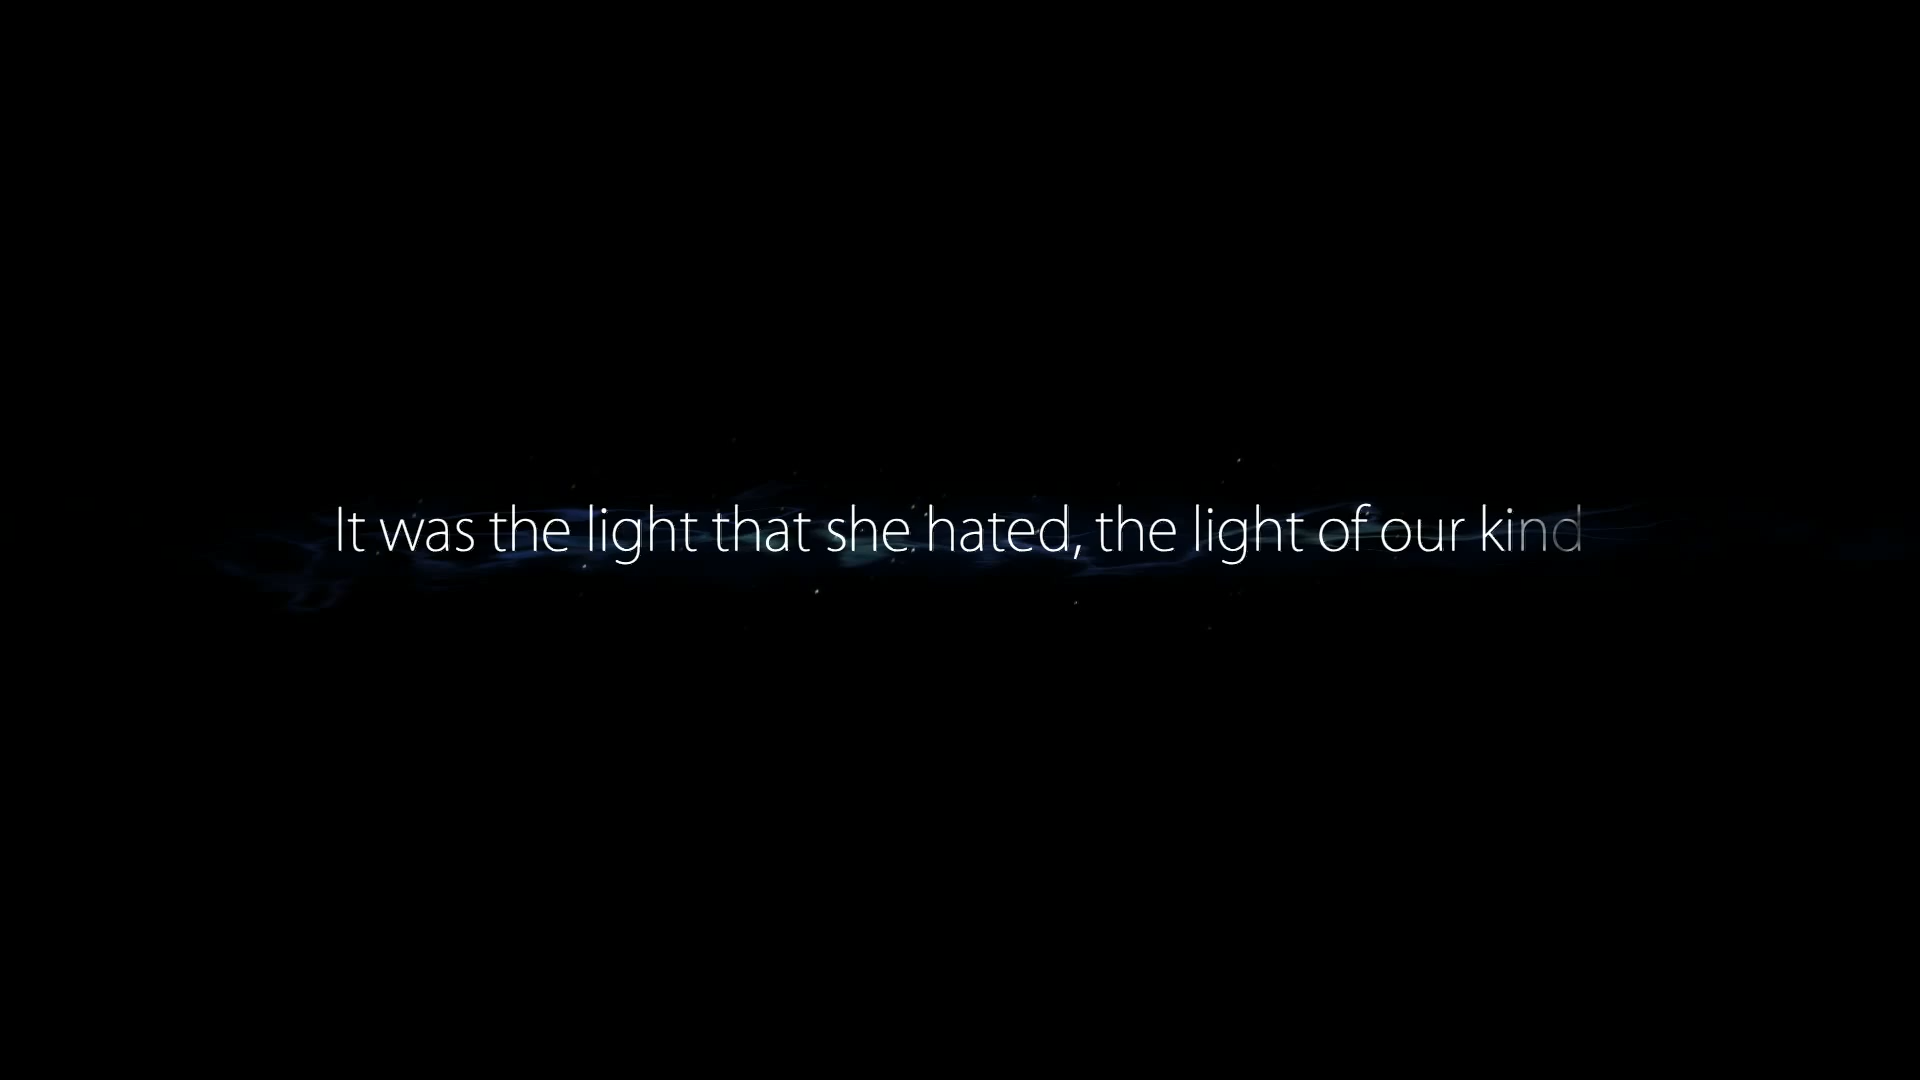 It was the light that she hated, the light of our kind